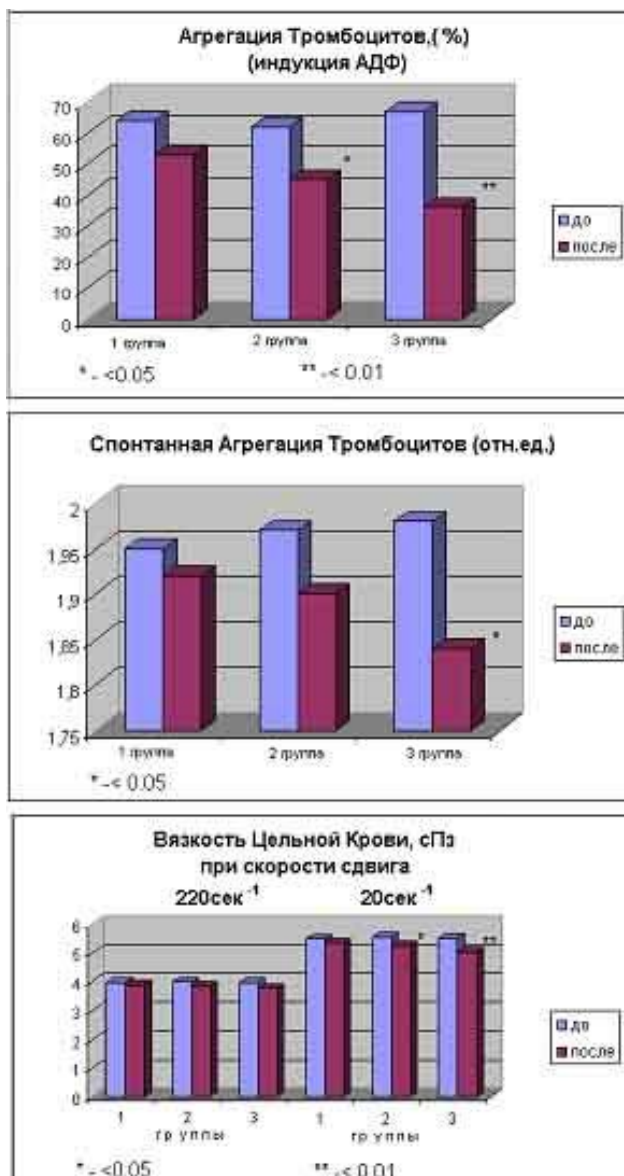 Агрегация Тромбоцитов,( %)
(индукция АДФ)
70
60
50
40
30
20
10
0
1 группа 2 группа 3 группа
* **
до
после
* - <0.05 ** -< 0.01
Спонтанная Агрегация Тромбоцитов (отн.ед.)
2
1,95
1,9
1,85
1,8
1,75
1 группа 2 группа 3 группа
*
до
после
* -< 0.05
Вязкость Цельной Крови, сПз
при скорости сдвига
220сек -1 20сек -1
6
5
4
3
2
1
0
1 2 3 1 2 3
гр уппы гр уппы
* **
до
после
* - <0.05 ** -< 0.01